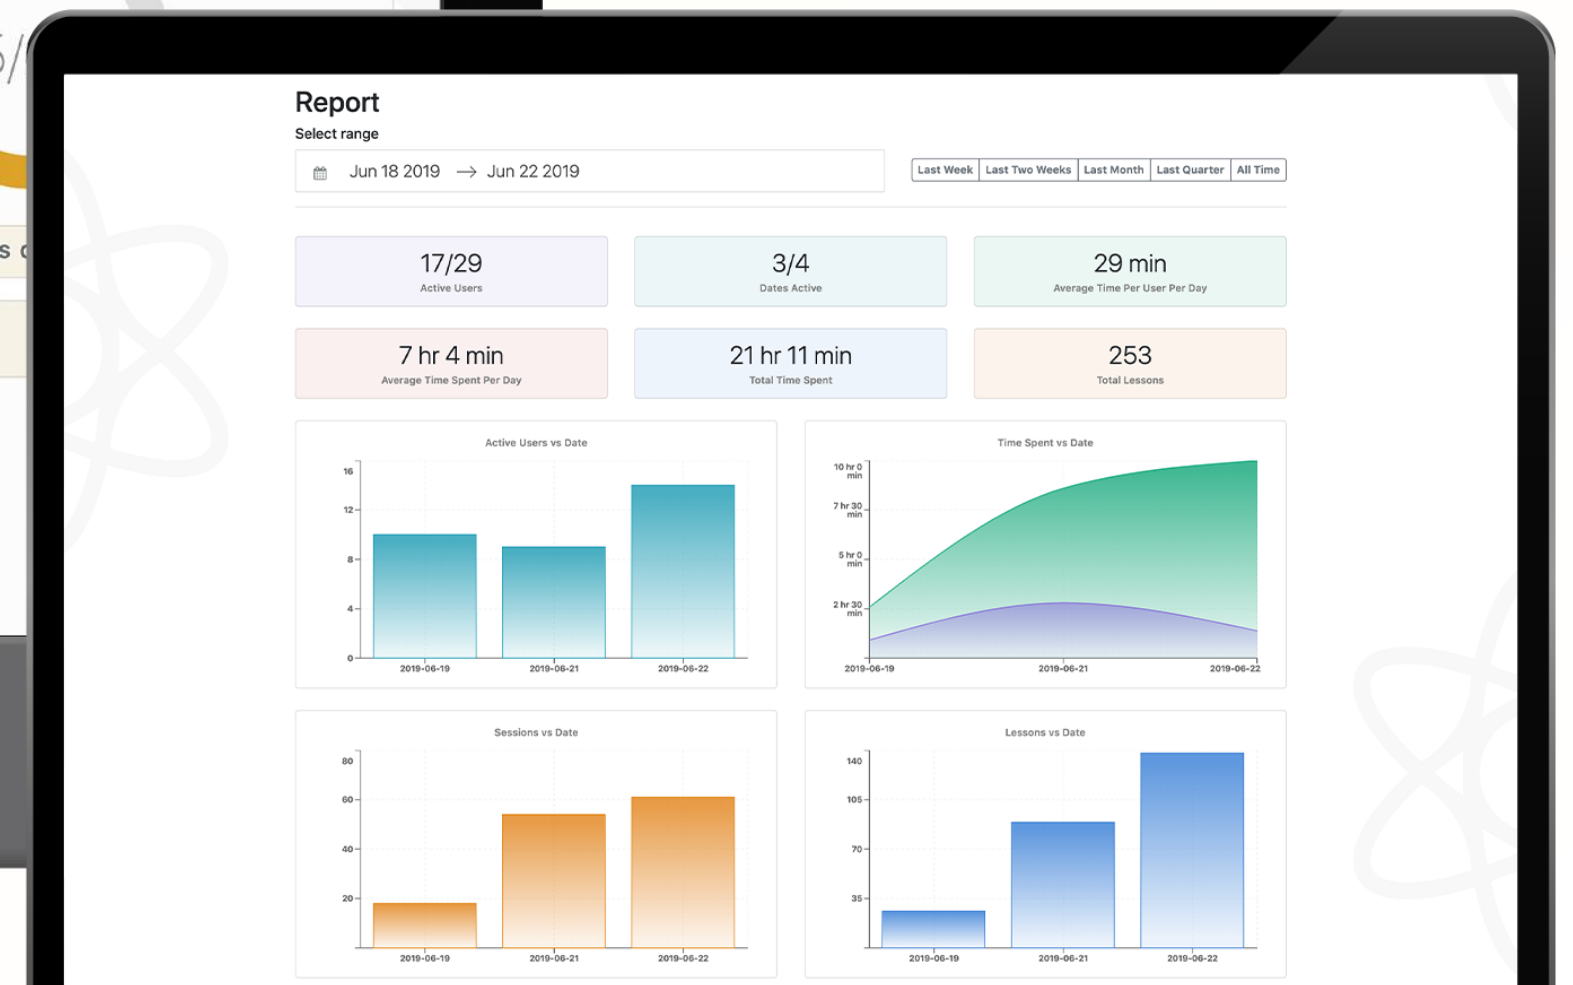 Report
Select range
Jun 18 2019 → Jun 22 2019
Last Week Last Two Weeks Last Month Last Quarter All Time
17/29
Active Users
3/4
Dates Active
29 min
Average Time Per User Per Day
7 hr 4 min
Average Time Spent Per Day
21 hr 11 min
Total Time Spent
253
Total Lessons
Active Users vs Date
16
12
8
4
0
2019-06-19 2019-06-21 2019-06-22
Time Spent vs Date
10 hr 0
min
7 hr 30
min
5 hr 0
min
2 hr 30
min
2019-06-19 2019-06-21 2019-06-22
Sessions vs Date
80
60
40
20
2019-06-19 2019-06-21 2019-06-22
Lessons vs Date
140
105
70
35
2019-06-19 2019-06-21 2019-06-22